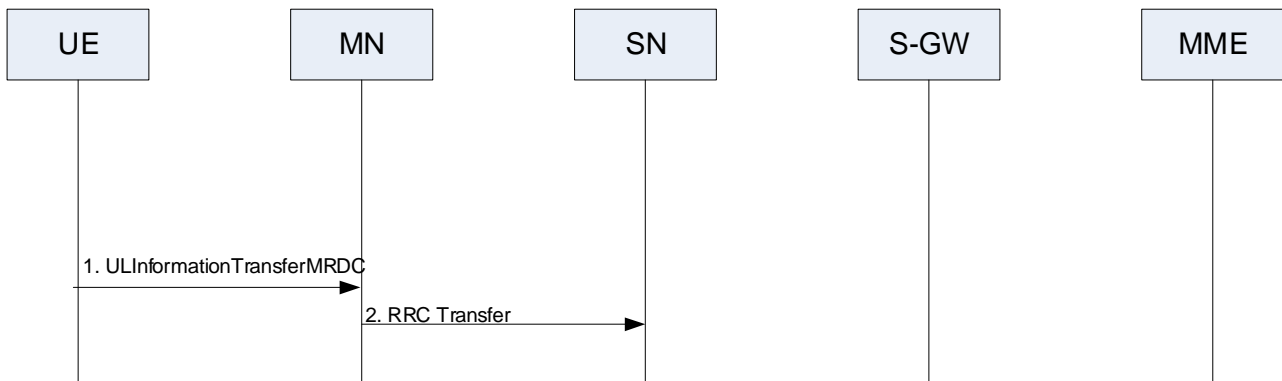 UE
MN
SN
S-GW
MME
1. ULInformationTransferMRDC
2. RRC Transfer